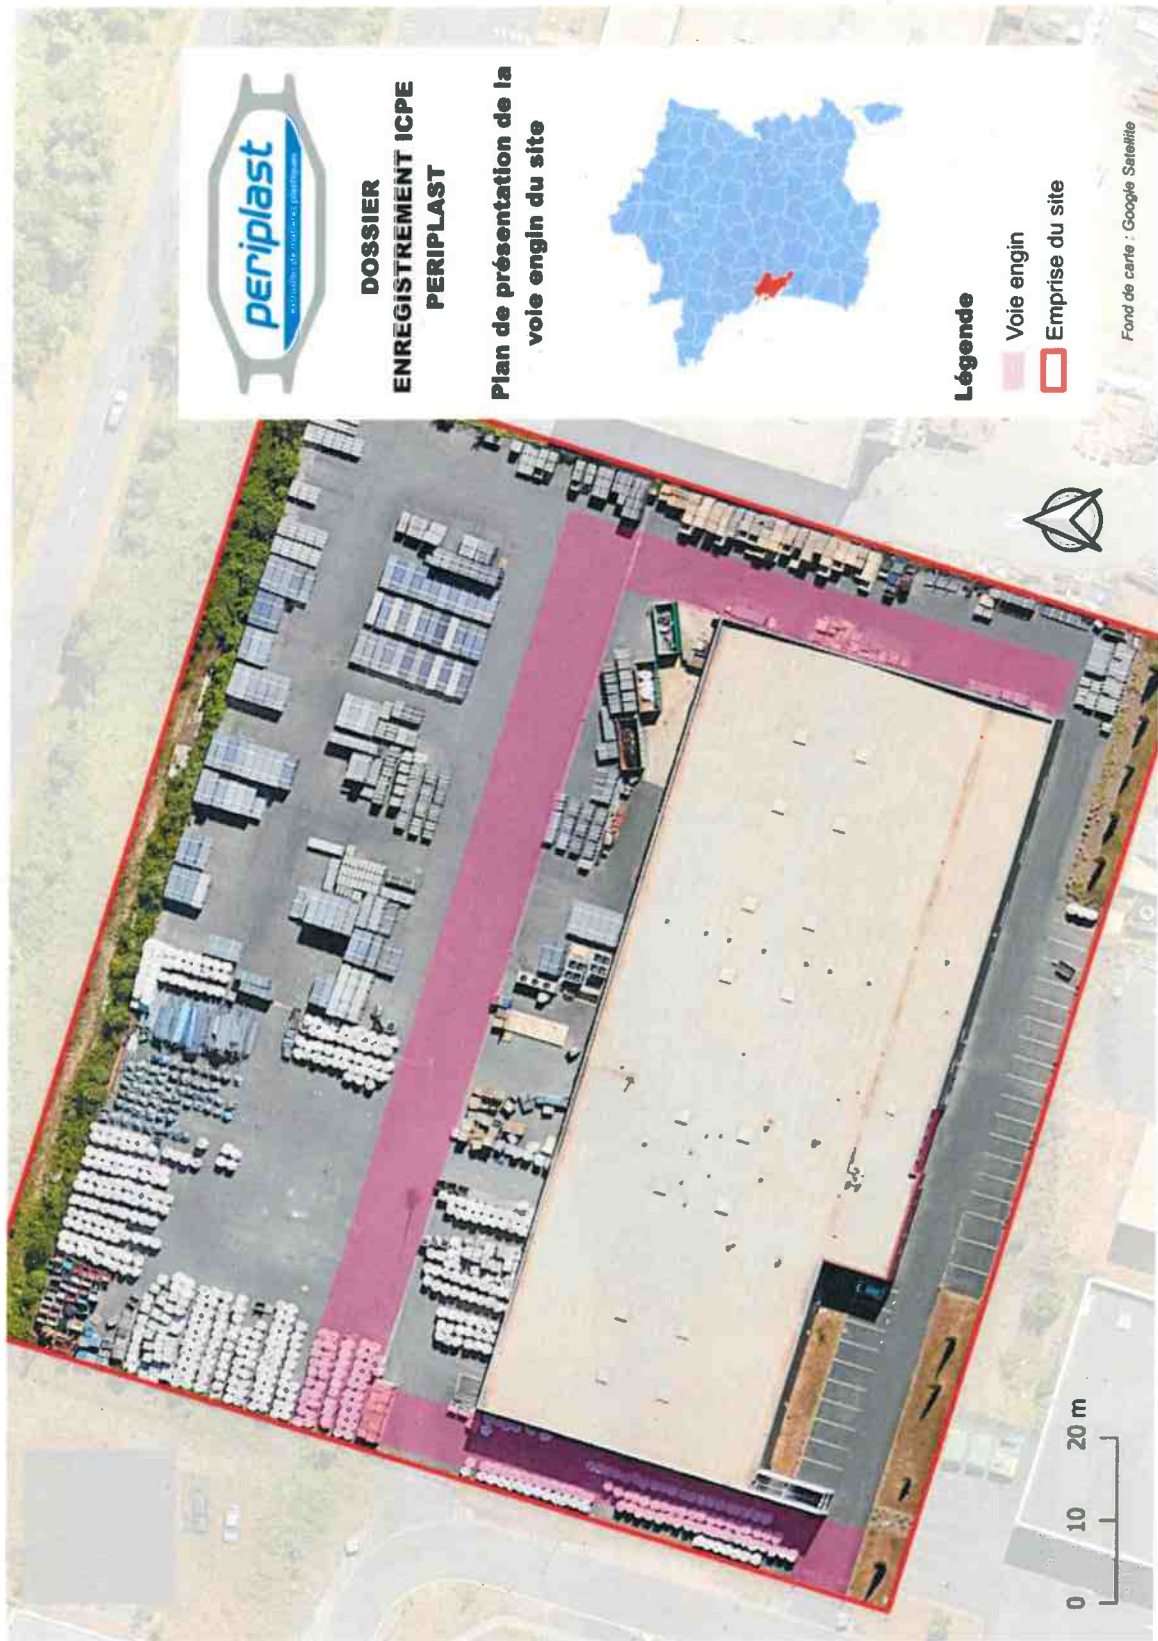 periplast
DOSSIER
ENREGISTREMENT ICPE
PERIPLAST
Plan de présentation de la
voie engin du site
Légende
Voie engin
Emprise du site
Fond de carte : Google Satellite
0 10 20 m